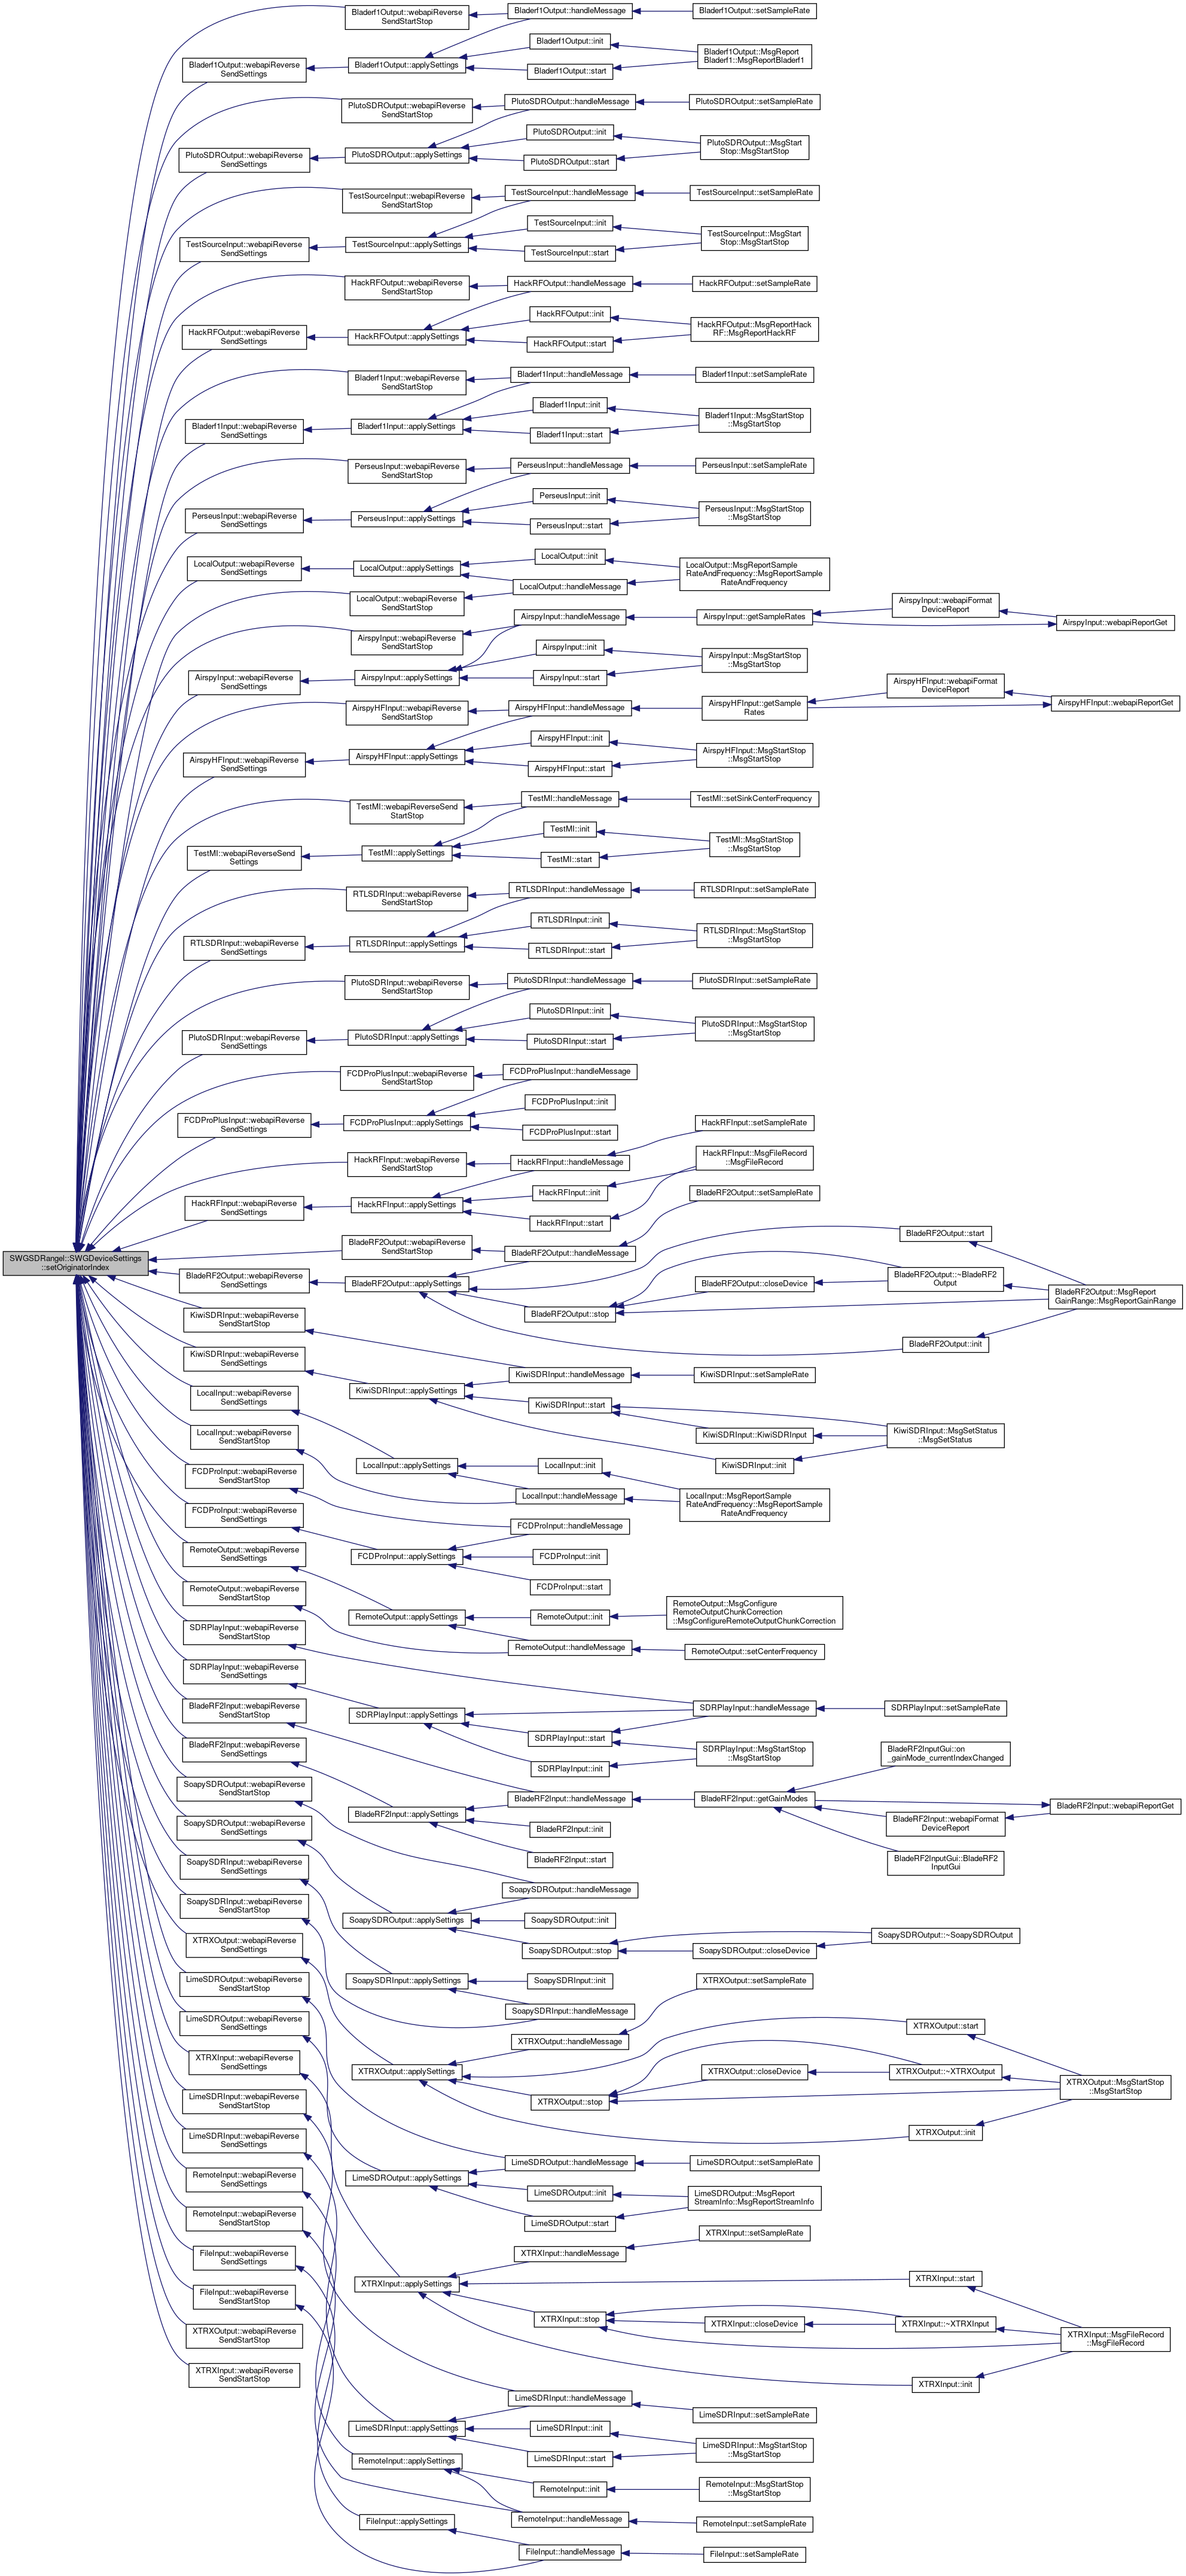 Bladerf1Output::webapiReverse
SendStartStop
Bladerf1Output::handleMessage
Bladerf1Output::setSampleRate
Bladerf1Output::webapiReverse
SendSettings
Bladerf1Output::applySettings
Bladerf1Output::init
Bladerf1Output::start
Bladerf1Output::MsgReport
Bladerf1::MsgReportBladerf1
PlutoSDROutput::webapiReverse
SendStartStop
PlutoSDROutput::handleMessage
PlutoSDROutput::setSampleRate
PlutoSDROutput::webapiReverse
SendSettings
PlutoSDROutput::applySettings
PlutoSDROutput::init
PlutoSDROutput::start
PlutoSDROutput::MsgStart
Stop::MsgStartStop
TestSourceInput::webapiReverse
SendStartStop
TestSourceInput::handleMessage
TestSourceInput::setSampleRate
TestSourceInput::webapiReverse
SendSettings
TestSourceInput::applySettings
TestSourceInput::init
TestSourceInput::start
TestSourceInput::MsgStart
Stop::MsgStartStop
HackRFOutput::webapiReverse
SendStartStop
HackRFOutput::handleMessage
HackRFOutput::setSampleRate
HackRFOutput::webapiReverse
SendSettings
HackRFOutput::applySettings
HackRFOutput::init
HackRFOutput::start
HackRFOutput::MsgReportHack
RF::MsgReportHackRF
Bladerf1Input::webapiReverse
SendStartStop
Bladerf1Input::handleMessage
Bladerf1Input::setSampleRate
Bladerf1Input::webapiReverse
SendSettings
Bladerf1Input::applySettings
Bladerf1Input::init
Bladerf1Input::start
Bladerf1Input::MsgStartStop
::MsgStartStop
PerseusInput::webapiReverse
SendStartStop
PerseusInput::handleMessage
PerseusInput::setSampleRate
PerseusInput::webapiReverse
SendSettings
PerseusInput::applySettings
PerseusInput::init
PerseusInput::start
PerseusInput::MsgStartStop
::MsgStartStop
LocalOutput::webapiReverse
SendSettings
LocalOutput::applySettings
LocalOutput::init
LocalOutput::handleMessage
LocalOutput::MsgReportSample
RateAndFrequency::MsgReportSample
RateAndFrequency
LocalOutput::webapiReverse
SendStartStop
AirspyInput::webapiReverse
SendStartStop
AirspyInput::handleMessage
AirspyInput::getSampleRates
AirspyInput::webapiFormat
DeviceReport
AirspyInput::webapiReportGet
AirspyInput::webapiReverse
SendSettings
AirspyInput::applySettings
AirspyInput::init
AirspyInput::start
AirspyInput::MsgStartStop
::MsgStartStop
AirspyHFInput::webapiReverse
SendStartStop
AirspyHFInput::handleMessage
AirspyHFInput::getSample
Rates
AirspyHFInput::webapiFormat
DeviceReport
AirspyHFInput::webapiReportGet
AirspyHFInput::webapiReverse
SendSettings
AirspyHFInput::applySettings
AirspyHFInput::init
AirspyHFInput::start
AirspyHFInput::MsgStartStop
::MsgStartStop
TestMI::webapiReverseSend
StartStop
TestMI::handleMessage
TestMI::setSinkCenterFrequency
TestMI::webapiReverseSend
Settings
TestMI::applySettings
TestMI::init
TestMI::start
TestMI::MsgStartStop
::MsgStartStop
RTLSDRInput::webapiReverse
SendStartStop
RTLSDRInput::handleMessage
RTLSDRInput::setSampleRate
RTLSDRInput::webapiReverse
SendSettings
RTLSDRInput::applySettings
RTLSDRInput::init
RTLSDRInput::start
RTLSDRInput::MsgStartStop
::MsgStartStop
PlutoSDRInput::webapiReverse
SendStartStop
PlutoSDRInput::handleMessage
PlutoSDRInput::setSampleRate
PlutoSDRInput::webapiReverse
SendSettings
PlutoSDRInput::applySettings
PlutoSDRInput::init
PlutoSDRInput::start
PlutoSDRInput::MsgStartStop
::MsgStartStop
FCDProPlusInput::webapiReverse
SendStartStop
FCDProPlusInput::handleMessage
FCDProPlusInput::webapiReverse
SendSettings
FCDProPlusInput::applySettings
FCDProPlusInput::init
FCDProPlusInput::start
HackRFInput::webapiReverse
SendStartStop
HackRFInput::handleMessage
HackRFInput::setSampleRate
HackRFInput::MsgFileRecord
::MsgFileRecord
HackRFInput::webapiReverse
SendSettings
HackRFInput::applySettings
HackRFInput::init
HackRFInput::start
SWGSDRangel::SWGDeviceSettings
::setOriginatorIndex
BladeRF2Output::webapiReverse
SendStartStop
BladeRF2Output::handleMessage
BladeRF2Output::setSampleRate
BladeRF2Output::webapiReverse
SendSettings
BladeRF2Output::applySettings
BladeRF2Output::stop
BladeRF2Output::closeDevice
BladeRF2Output::start
BladeRF2Output::~BladeRF2
Output
BladeRF2Output::MsgReport
GainRange::MsgReportGainRange
BladeRF2Output::init
KiwiSDRInput::webapiReverse
SendStartStop
KiwiSDRInput::webapiReverse
SendSettings
KiwiSDRInput::applySettings
KiwiSDRInput::handleMessage
KiwiSDRInput::setSampleRate
KiwiSDRInput::start
KiwiSDRInput::KiwiSDRInput
KiwiSDRInput::init
KiwiSDRInput::MsgSetStatus
::MsgSetStatus
LocalInput::webapiReverse
SendSettings
LocalInput::webapiReverse
SendStartStop
LocalInput::applySettings
LocalInput::init
LocalInput::handleMessage
LocalInput::MsgReportSample
RateAndFrequency::MsgReportSample
RateAndFrequency
FCDProInput::webapiReverse
SendStartStop
FCDProInput::webapiReverse
SendSettings
FCDProInput::handleMessage
FCDProInput::applySettings
FCDProInput::init
FCDProInput::start
RemoteOutput::webapiReverse
SendSettings
RemoteOutput::webapiReverse
SendStartStop
RemoteOutput::applySettings
RemoteOutput::init
RemoteOutput::handleMessage
RemoteOutput::MsgConfigure
RemoteOutputChunkCorrection
::MsgConfigureRemoteOutputChunkCorrection
RemoteOutput::setCenterFrequency
SDRPlayInput::webapiReverse
SendStartStop
SDRPlayInput::webapiReverse
SendSettings
SDRPlayInput::applySettings
SDRPlayInput::start
SDRPlayInput::init
SDRPlayInput::handleMessage
SDRPlayInput::MsgStartStop
::MsgStartStop
SDRPlayInput::setSampleRate
BladeRF2Input::webapiReverse
SendStartStop
BladeRF2Input::webapiReverse
SendSettings
BladeRF2Input::applySettings
BladeRF2Input::handleMessage
BladeRF2Input::init
BladeRF2Input::start
BladeRF2Input::getGainModes
BladeRF2InputGui::on
_gainMode_currentIndexChanged
BladeRF2Input::webapiFormat
DeviceReport
BladeRF2InputGui::BladeRF2
InputGui
BladeRF2Input::webapiReportGet
SoapySDROutput::webapiReverse
SendStartStop
SoapySDROutput::webapiReverse
SendSettings
SoapySDROutput::handleMessage
SoapySDROutput::applySettings
SoapySDROutput::init
SoapySDROutput::stop
SoapySDROutput::closeDevice
SoapySDROutput::~SoapySDROutput
SoapySDRInput::webapiReverse
SendSettings
SoapySDRInput::webapiReverse
SendStartStop
SoapySDRInput::applySettings
SoapySDRInput::init
SoapySDRInput::handleMessage
XTRXOutput::webapiReverse
SendSettings
XTRXOutput::applySettings
XTRXOutput::handleMessage
XTRXOutput::setSampleRate
XTRXOutput::stop
XTRXOutput::closeDevice
XTRXOutput::start
XTRXOutput::~XTRXOutput
XTRXOutput::init
XTRXOutput::MsgStartStop
::MsgStartStop
LimeSDROutput::webapiReverse
SendStartStop
LimeSDROutput::webapiReverse
SendSettings
LimeSDROutput::applySettings
LimeSDROutput::handleMessage
LimeSDROutput::setSampleRate
LimeSDROutput::init
LimeSDROutput::start
LimeSDROutput::MsgReport
StreamInfo::MsgReportStreamInfo
XTRXInput::webapiReverse
SendSettings
XTRXInput::applySettings
XTRXInput::handleMessage
XTRXInput::setSampleRate
XTRXInput::stop
XTRXInput::closeDevice
XTRXInput::start
XTRXInput::~XTRXInput
XTRXInput::init
XTRXInput::MsgFileRecord
::MsgFileRecord
LimeSDRInput::webapiReverse
SendStartStop
LimeSDRInput::webapiReverse
SendSettings
RemoteInput::webapiReverse
SendSettings
RemoteInput::webapiReverse
SendStartStop
FileInput::webapiReverse
SendSettings
FileInput::webapiReverse
SendStartStop
XTRXOutput::webapiReverse
SendStartStop
XTRXInput::webapiReverse
SendStartStop
LimeSDRInput::handleMessage
LimeSDRInput::setSampleRate
LimeSDRInput::applySettings
LimeSDRInput::init
LimeSDRInput::start
LimeSDRInput::MsgStartStop
::MsgStartStop
RemoteInput::applySettings
RemoteInput::init
RemoteInput::MsgStartStop
::MsgStartStop
RemoteInput::handleMessage
RemoteInput::setSampleRate
FileInput::applySettings
FileInput::handleMessage
FileInput::setSampleRate